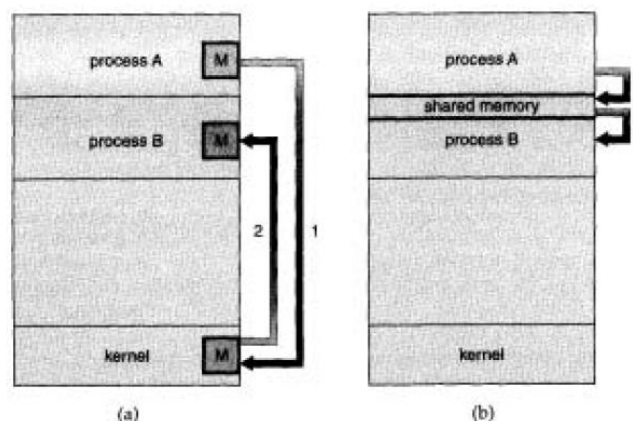 process A
M
process B
M
2
1
kernel
M
(a)
process A
shared memory
process B
kernel
(b)